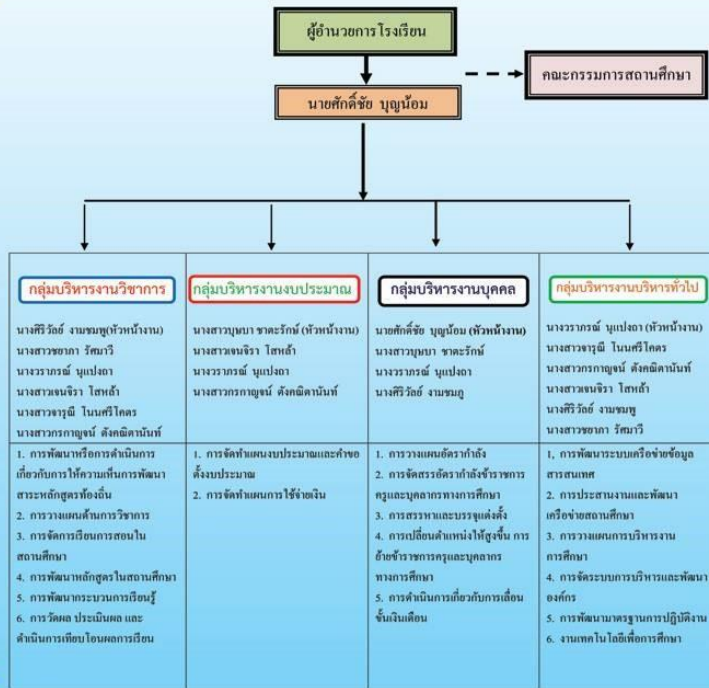 ผู้อำนวยการโรงเรียน
คณะกรรมการสถานศึกษา
นายศักดิ์ชัย บุญน้อม
กลุ่มบริหารงานวิชาการ
นางศิริวัลย์ งามชมพู(หัวหน้างาน)
นางสาวชยาภา รัศมาวี
นางวราภรณ์ นูแปงถา
นางสาวเจนจิรา โสหล้า
นางสาวจารุณี โนนศรีโคตร
นางสาวกรกาญจน์ ตังคณิตานันท์
1. การพัฒนาหรือการดำเนินการ
เกี่ยวกับการให้ความเห็นการพัฒนา
สาระหลักสูตรท้องถิ่น
2. การวางแผนด้านการวิชาการ
3. การจัดการเรียนการสอนใน
สถานศึกษา
4. การพัฒนาหลักสูตรในสถานศึกษา
5. การพัฒนากระบวนการเรียนรู้
6. การวัดผล ประเมินผล และ
ดำเนินการเทียบโอนผลการเรียน
กลุ่มบริหารงานงบประมาณ
นางสาวบุษบา ชาตะรักษ์ (หัวหน้างาน)
นางสาวเจนจิรา โสหล้า
นางวราภรณ์ นูแปงถา
นางสาวกรกาญจน์ ตังคณิตานันท์
1. การจัดทำแผนงบประมาณและคำขอ
ตั้งงบประมาณ
2. การจัดทำแผนการใช้จ่ายเงิน
กลุ่มบริหารงานบุคคล
นายศักดิ์ชัย บุญน้อม (หัวหน้างาน)
นางสาวบุษบา ชาตะรักษ์
นางวราภรณ์ นูแปงถา
นางศิริวัลย์ งามชมภู
1. การวางแผนอัตรากำลัง
2. การจัดสรรอัตรากำลังข้าราชการ
ครูและบุคลากรทางการศึกษา
3. การสรรหาและบรรจุแต่งตั้ง
4. การเปลี่ยนตำแหน่งให้สูงขึ้น การ
ย้ายข้าราชการครูและบุคลากร
ทางการศึกษา
5. การดำเนินการเกี่ยวกับการเลื่อน
ขั้นเงินเดือน
กลุ่มบริหารงานบริหารทั่วไป
นางวราภรณ์ นูแปงถา (หัวหน้างาน)
นางสาวจารุณี โนนศรีโคตร
นางสาวกรกาญจน์ ตังคณิตานันท์
นางสาวเจนจิรา โสหล้า
นางศิริวัลย์ งามชมพู
นางสาวชยาภา รัศมาวี
1, การพัฒนาระบบเครือข่ายข้อมูล
สารสนเทศ
2. การประสานงานและพัฒนา
เครือข่ายสถานศึกษา
3. การวางแผนการบริหารงาน
การศึกษา
4. การจัดระบบการบริหารและพัฒนา
องค์กร
5. การพัฒนามาตรฐานการปฏิบัติงาน
6. งานเทคโนโลยีเพื่อการศึกษา